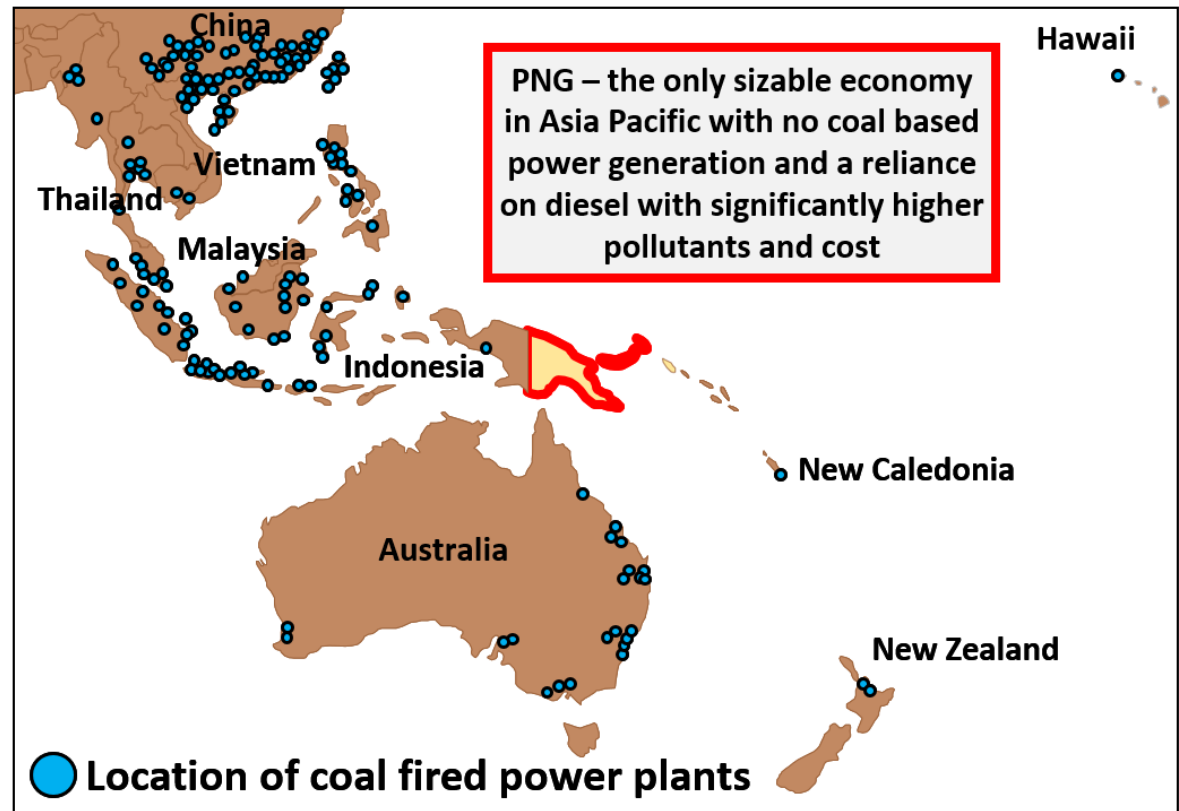 China
Hawaii
PNG – the only sizable economy
in Asia Pacific with no coal based
power generation and a reliance
on diesel with significantly higher
pollutants and cost
Vietnam
Thailand
Malaysia
Indonesia
New Caledonia
Australia
New Zealand
Location of coal fired power plants